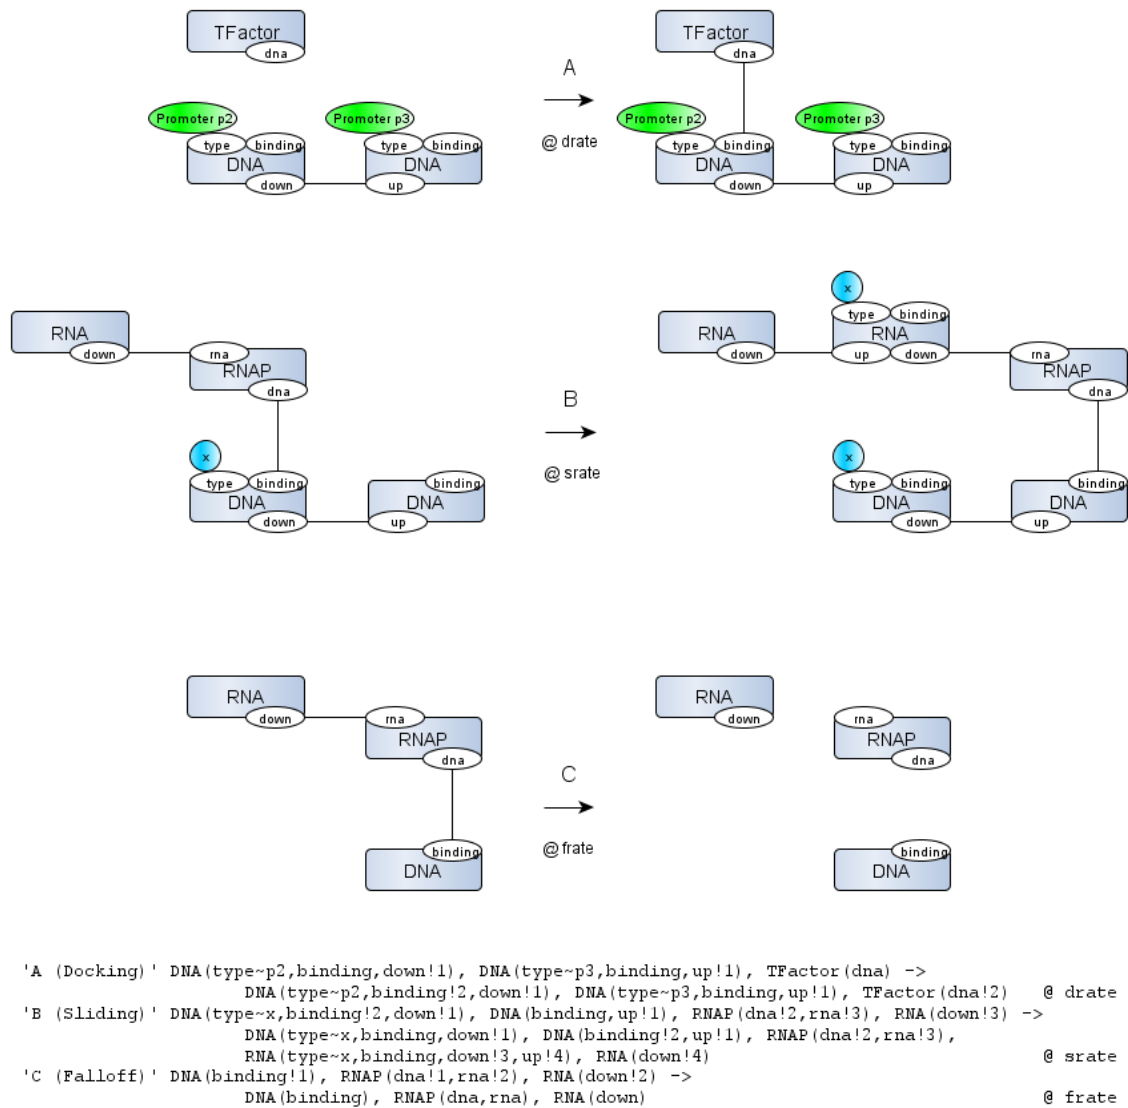 TFactor TFactor
dna dna
A
Promoter p2 Promoter p3 Promoter p2 Promoter p3
@ drate
type binding type binding type binding type binding
DNA DNA DNA DNA
down up down up
x
type binding
RNA RNA RNA
down rna down up down rna
RNAP RNAP
dna dna
B
x x
@ srate
type binding binding type binding binding
DNA DNA DNA DNA
down up down up
RNA RNA
down rna down rna
RNAP RNAP
dna dna
C
binding @ frate binding
DNA DNA
'A (Docking)' DNA(type~p2,binding,down!1), DNA(type~p3,binding,up!1), TFactor(dna) ->
DNA(type~p2,binding!2,down!1), DNA(type~p3,binding,up!1), TFactor(dna!2) @ drate
'B (Sliding)' DNA(type~x,binding!2,down!1), DNA(binding,up!1), RNAP(dna!2,rna!3), RNA(down!3) ->
DNA(type~x,binding,down!1), DNA(binding!2,up!1), RNAP(dna!2,rna!3),
RNA(type~x,binding,down!3,up!4), RNA(down!4) @ srate
'C (Falloff)' DNA(binding!1), RNAP(dna!1,rna!2), RNA(down!2) ->
DNA(binding), RNAP(dna,rna), RNA(down) @ frate